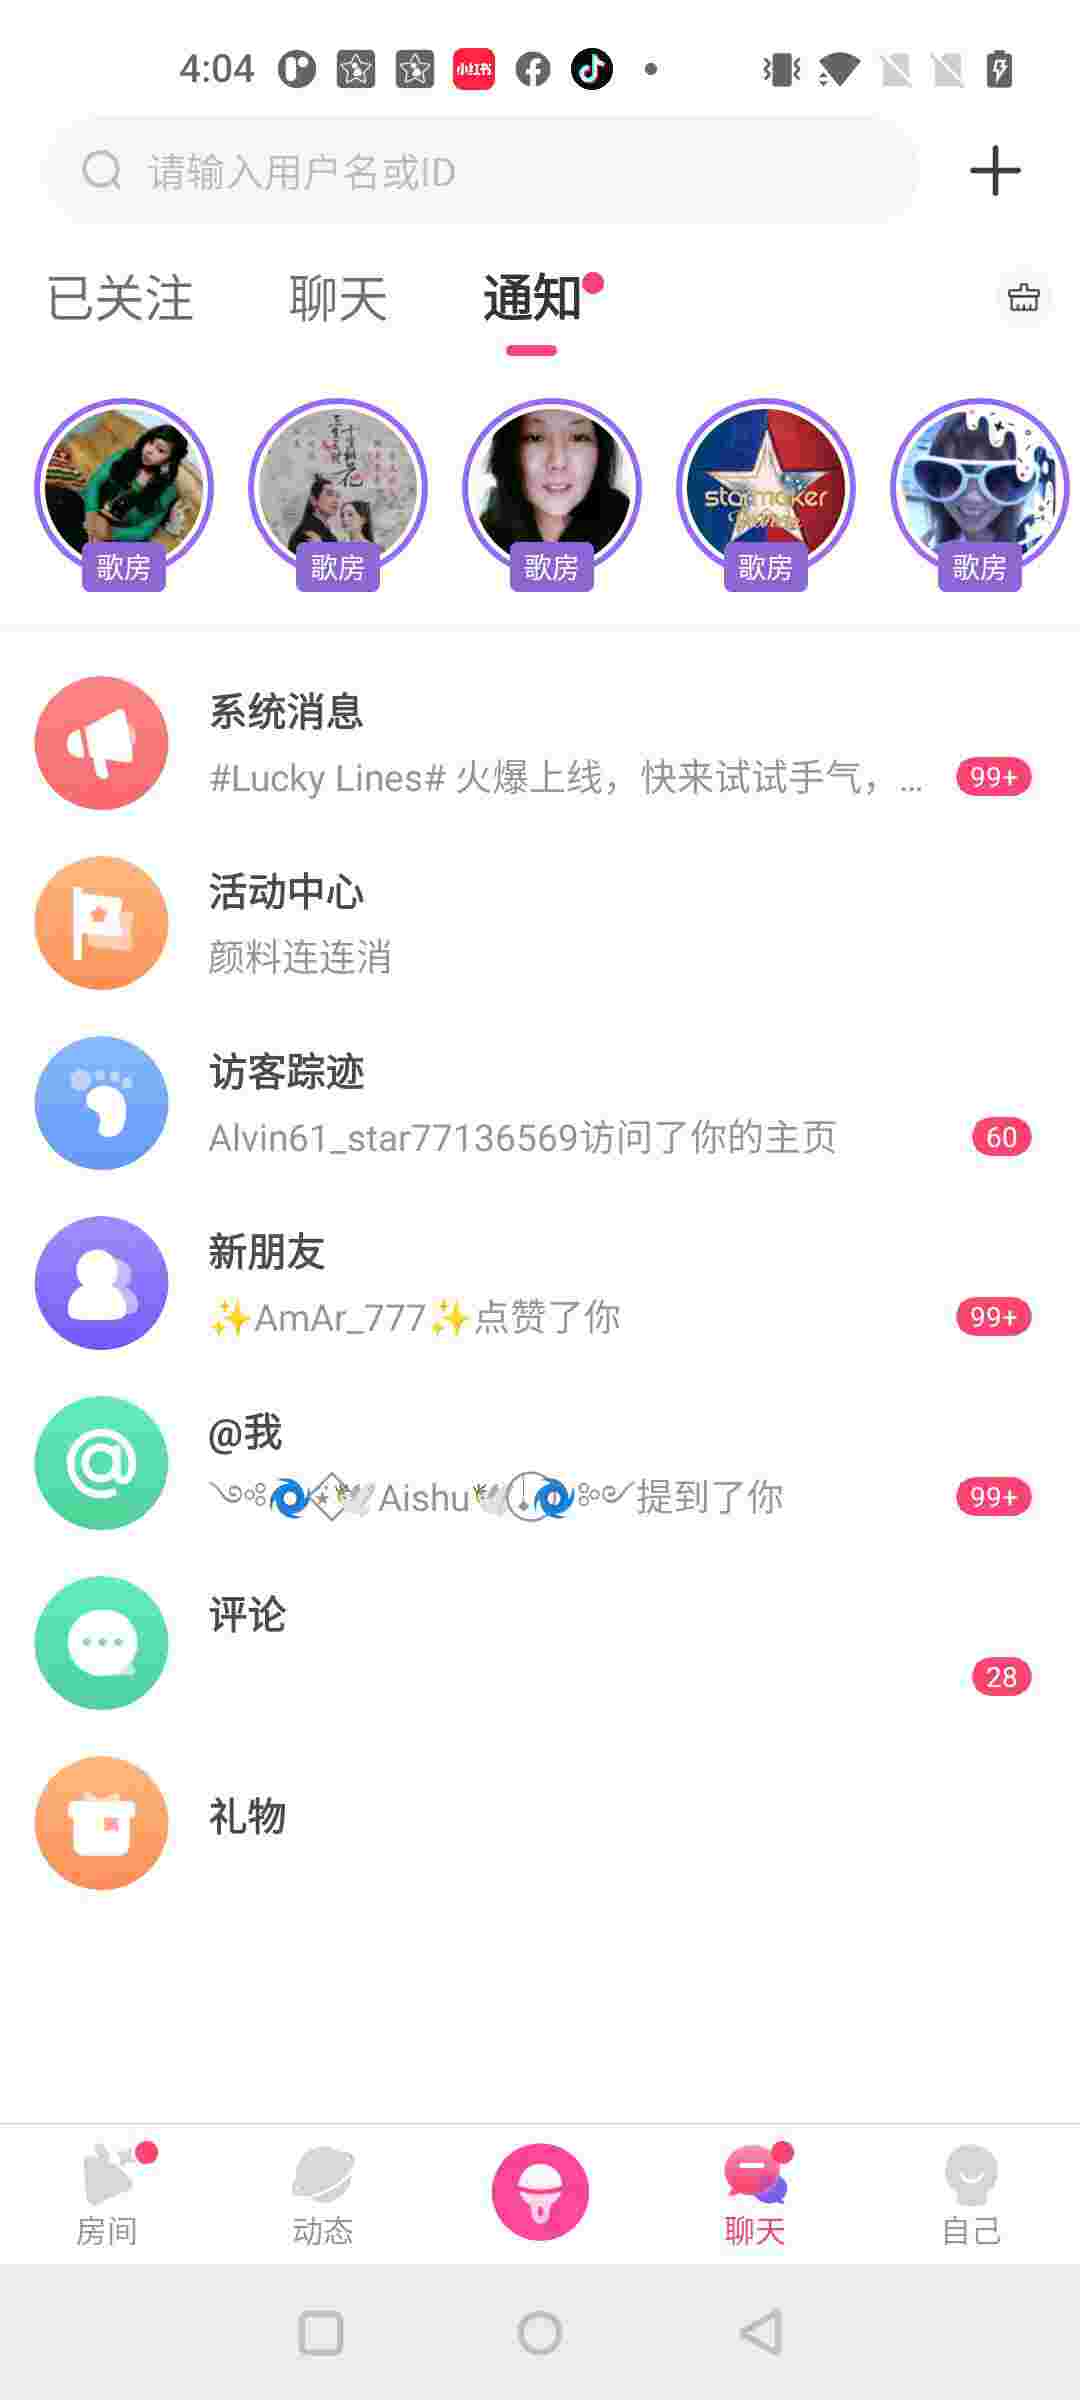 4:04
小红书
请输入用户名或ID
已关注 聊天 通知
starmaker
歌房 歌房 歌房 歌房 歌房
系统消息
#Lucky Lines# 火爆上线，快来试试手气，...
99+
活动中心
颜料连连消
访客踪迹
Alvin61_star77136569访问了你的主页
60
新朋友
✨AmAr_777✨点赞了你
99+
@我
༺🌀🕊Aishu🕊🌀༻提到了你
99+
评论
28
礼物
房间 动态 聊天 自己